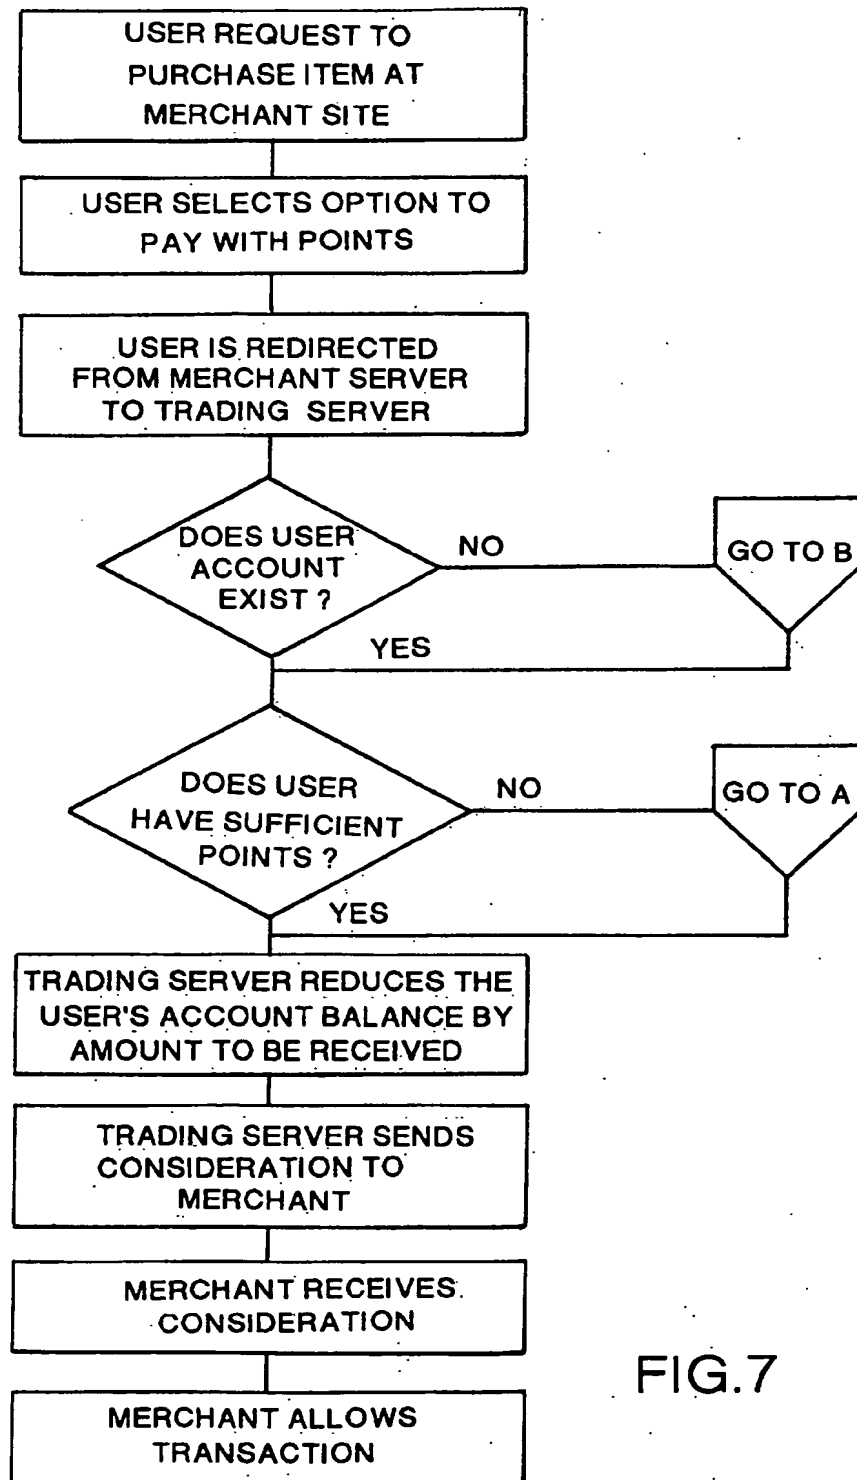 USER REQUEST TO
PURCHASE ITEM AT
MERCHANT SITE
USER SELECTS OPTION TO
PAY WITH POINTS
USER IS REDIRECTED
FROM MERCHANT SERVER
TO TRADING SERVER
DOES USER
ACCOUNT
EXIST ?
NO
GO TO B
YES
DOES USER
HAVE SUFFICIENT
POINTS ?
NO
GO TO A
YES
TRADING SERVER REDUCES THE
USER'S ACCOUNT BALANCE BY
AMOUNT TO BE RECEIVED
TRADING SERVER SENDS
CONSIDERATION TO
MERCHANT
MERCHANT RECEIVES
CONSIDERATION
MERCHANT ALLOWS
TRANSACTION
FIG.7